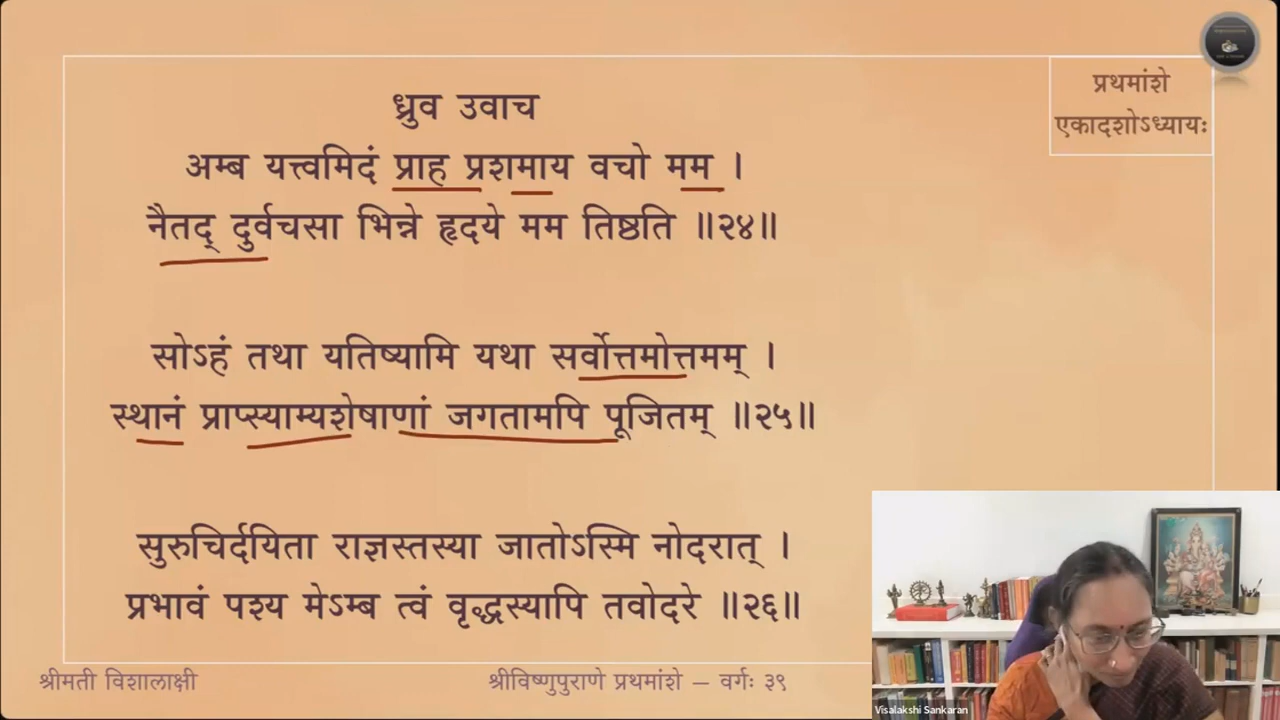 प्रथमांशे
एकादशोऽध्यायः
ध्रुव उवाच
अम्ब यत्त्वमिदं प्राह प्रशमाय वचो मम ।
नैतद् दुर्वचसा भिन्ने हृदये मम तिष्ठति ॥२४॥
सोऽहं तथा यतिष्यामि यथा सर्वोत्तमोत्तमम् ।
स्थानं प्राप्स्याम्यशेषाणां जगतामपि पूजितम् ॥२५॥
सुरुचिर्दयिता राज्ञस्तस्या जातोऽस्मि नोदरात् ।
प्रभावं पश्य मेऽम्ब त्वं वृद्धस्यापि तवोदरे ॥२६॥
श्रीमती विशालाक्षी
श्रीविष्णुपुराणे प्रथमांशे – वर्गः ३९
Visalakshi Sankaran